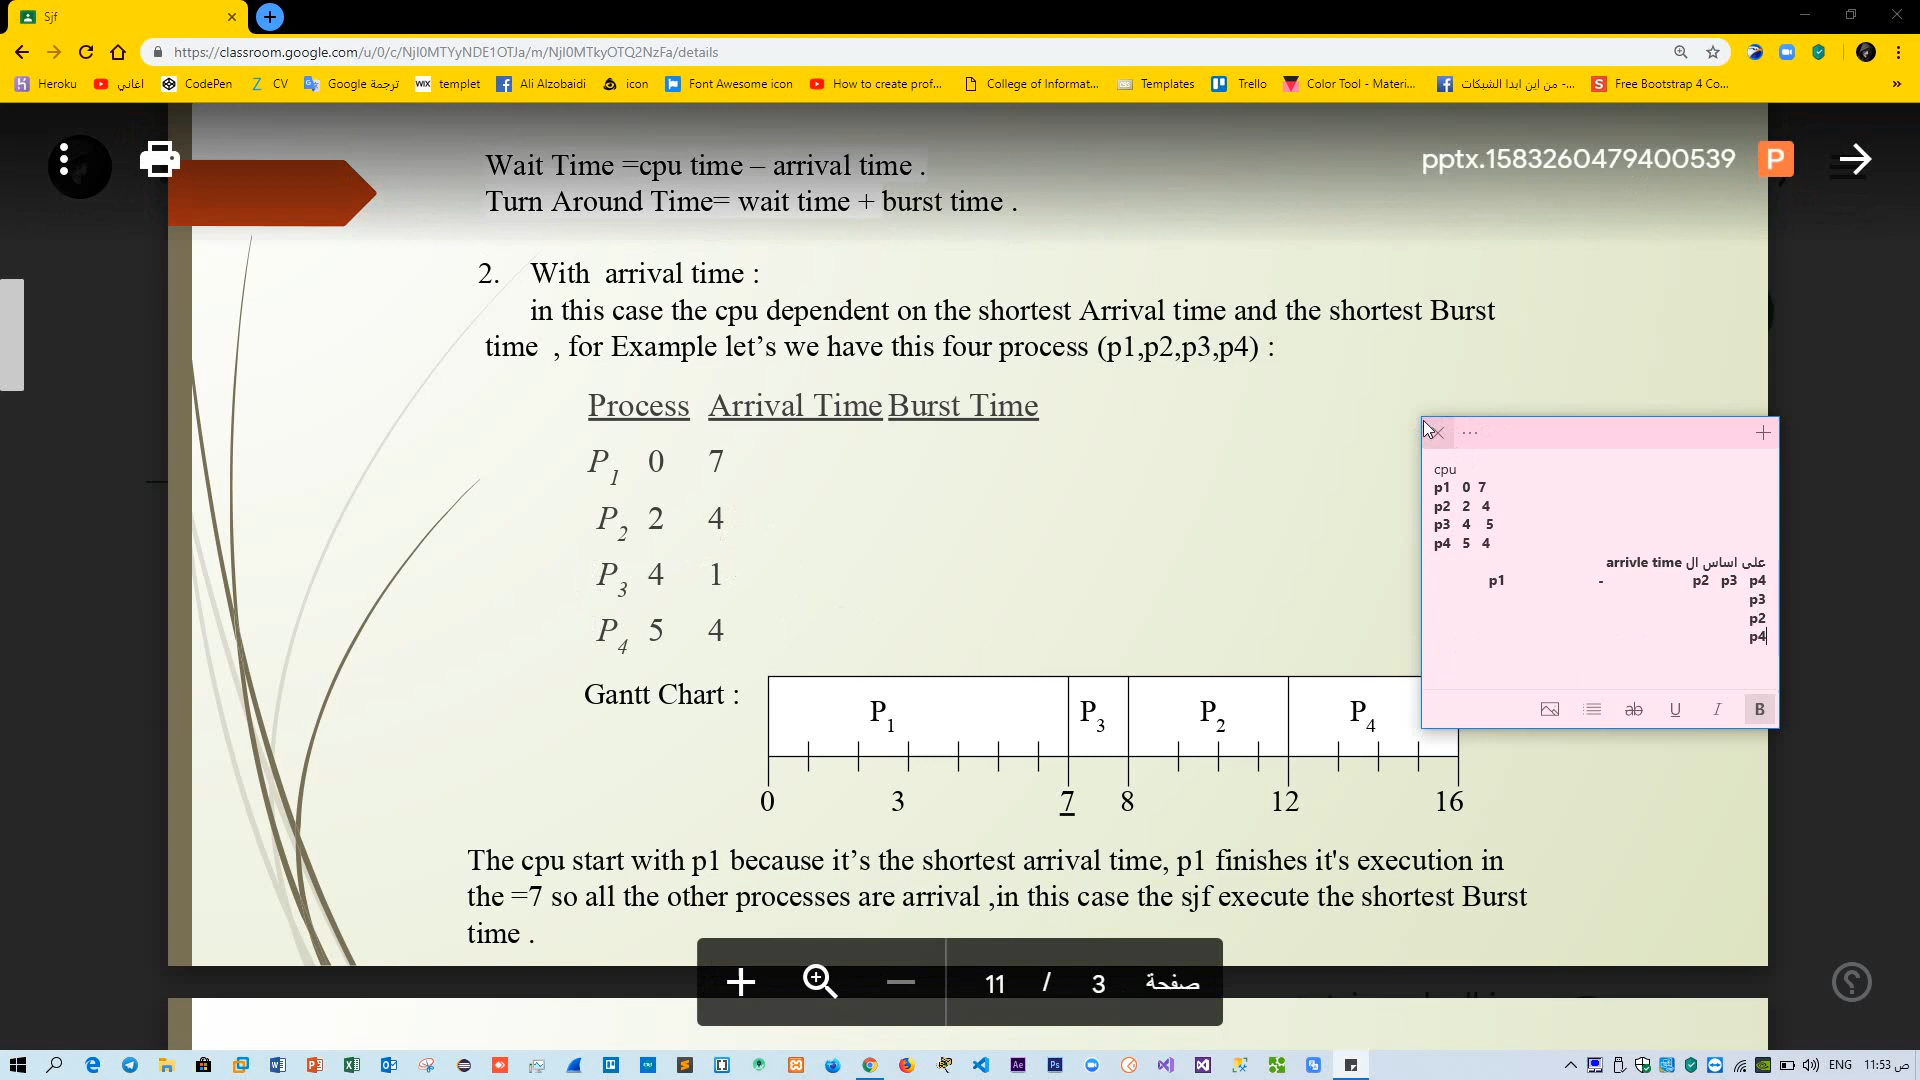 Sjf
https://classroom.google.com/u/0/c/NjI0MTYyNDE1OTJa/m/NjI0MTkyOTQ2NzFa/details
Heroku
اغاني
CodePen
CV
ترجمة Google
templet
Ali Alzobaidi
icon
Font Awesome icon
How to create prof...
College of Informat...
Templates
Trello
Color Tool - Materi...
من اين ابدا الشبكات -...
Free Bootstrap 4 Co...
pptx.1583260479400539
P
Wait Time =cpu time – arrival time .
Turn Around Time= wait time + burst time .
2. With arrival time :
in this case the cpu dependent on the shortest Arrival time and the shortest Burst
time , for Example let’s we have this four process (p1,p2,p3,p4) :
Process Arrival Time Burst Time
P1 0 7
P2 2 4
P3 4 1
P4 5 4
Gantt Chart :
P1 P3 P2 P4
0 3 7 8 12 16
The cpu start with p1 because it’s the shortest arrival time, p1 finishes it's execution in
the =7 so all the other processes are arrival ,in this case the sjf execute the shortest Burst
time .
cpu
p1 0 7
p2 2 4
p3 4 5
p4 5 4
على اساس ال arrivle time
p1 - p2 p3 p4
p3
p2
p4
ab U I B
صفحة 3 / 11
ENG
11:53 ص